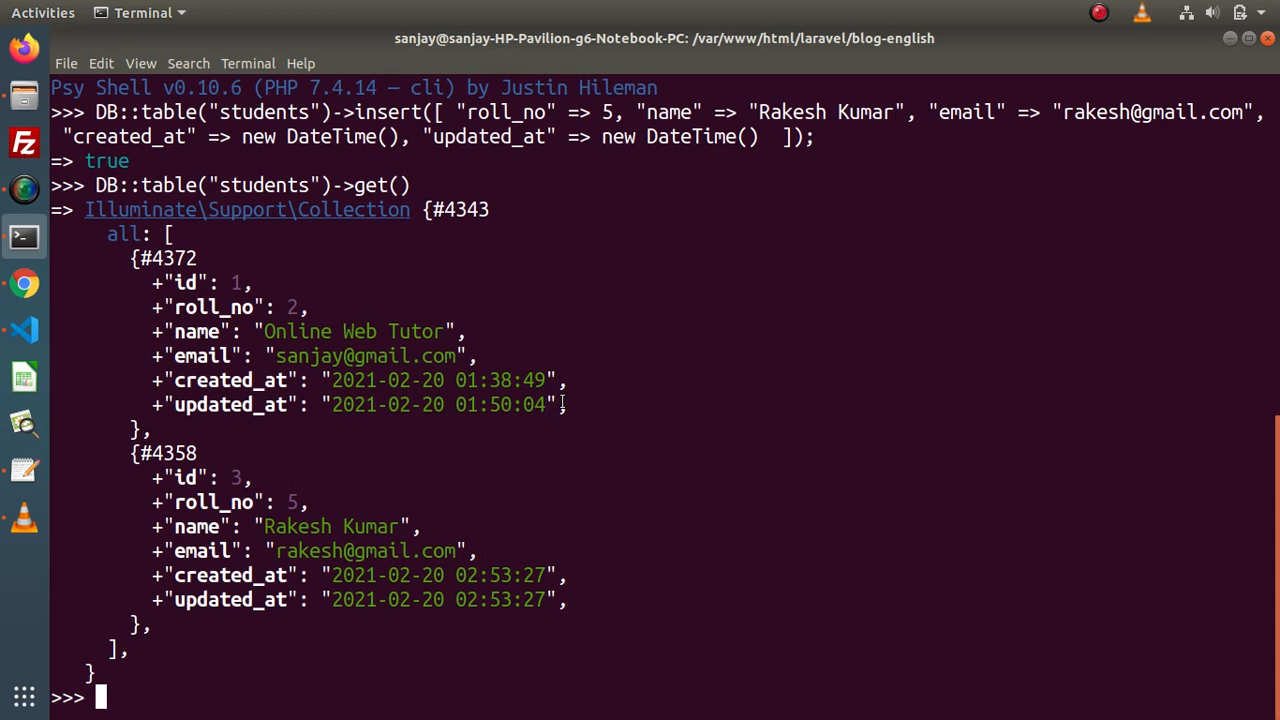 Activities
Terminal
sanjay@sanjay-HP-Pavilion-g6-Notebook-PC: /var/www/html/laravel/blog-english
File Edit View Search Terminal Help
Psy Shell v0.10.6 (PHP 7.4.14 — cli) by Justin Hileman
>>> DB::table("students")->insert([ "roll_no" => 5, "name" => "Rakesh Kumar", "email" => "rakesh@gmail.com",
"created_at" => new DateTime(), "updated_at" => new DateTime()  ]);
=> true
>>> DB::table("students")->get()
=> Illuminate\Support\Collection {#4343
all: [
{#4372
+"id": 1,
+"roll_no": 2,
+"name": "Online Web Tutor",
+"email": "sanjay@gmail.com",
+"created_at": "2021-02-20 01:38:49",
+"updated_at": "2021-02-20 01:50:04",
},
{#4358
+"id": 3,
+"roll_no": 5,
+"name": "Rakesh Kumar",
+"email": "rakesh@gmail.com",
+"created_at": "2021-02-20 02:53:27",
+"updated_at": "2021-02-20 02:53:27",
},
],
}
>>>